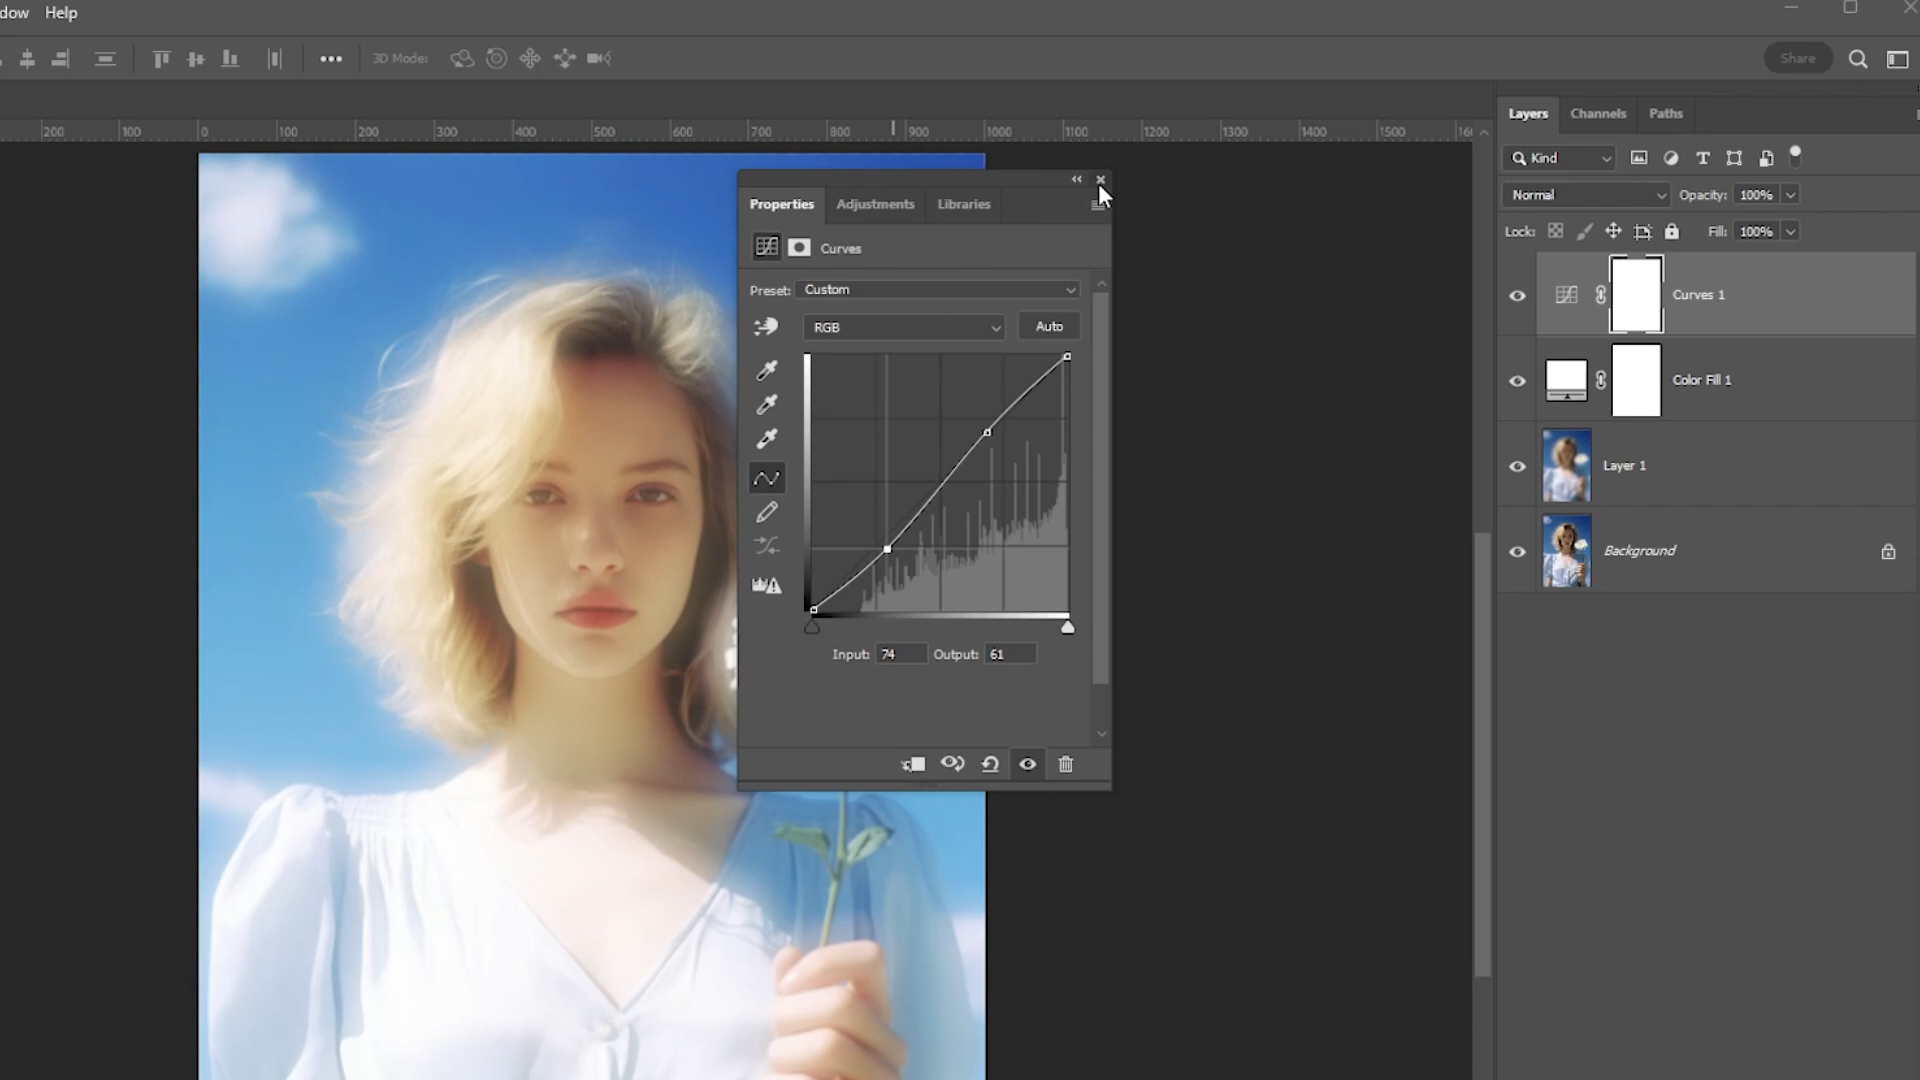 dow Help
3D Mode:
Share
200 100 0 100 200 300 400 500 600 700 800 900 1000 1100 1200 1300 1400 1500 16
Layers Channels Paths
Kind
Normal Opacity: 100%
Lock: Fill: 100%
Curves 1
Color Fill 1
Layer 1
Background
Properties Adjustments Libraries
Curves
Preset: Custom
RGB Auto
Input: 74 Output: 61